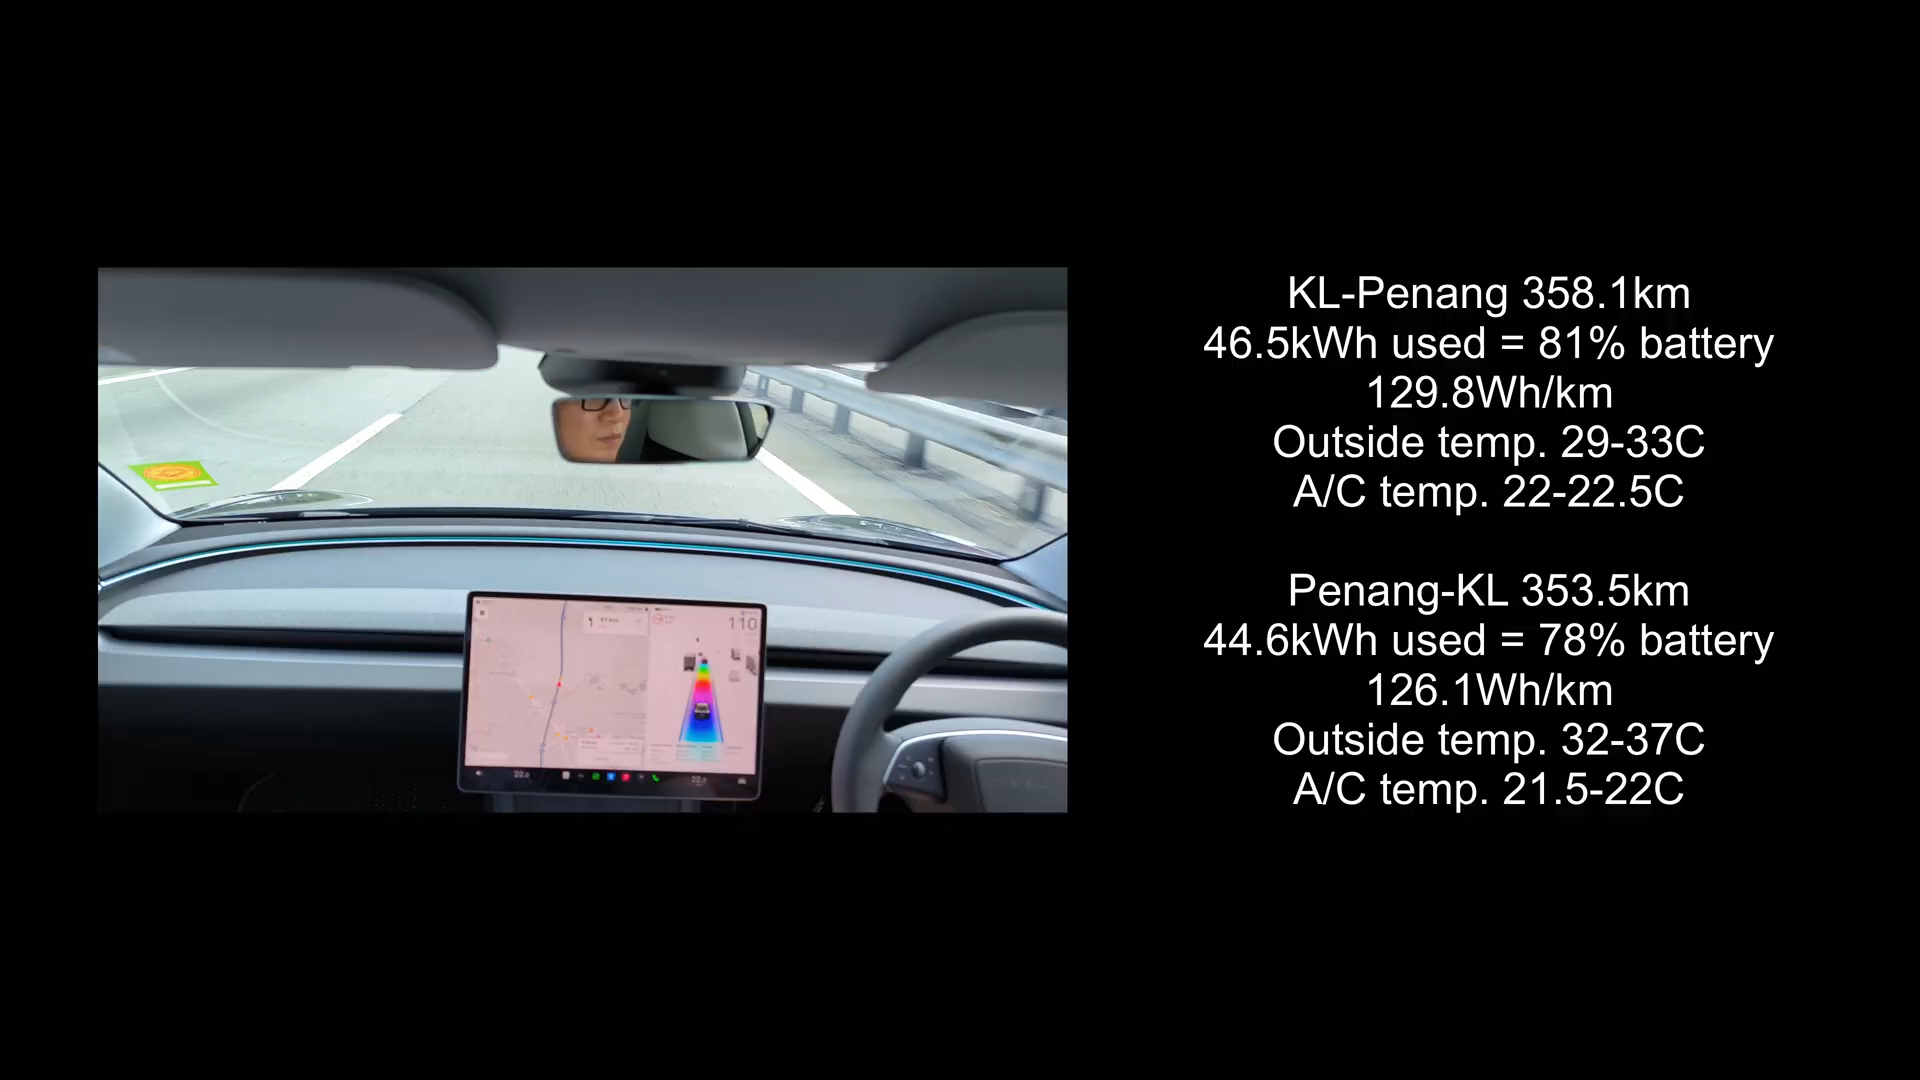 KL-Penang 358.1km
46.5kWh used = 81% battery
129.8Wh/km
Outside temp. 29-33C
A/C temp. 22-22.5C
Penang-KL 353.5km
44.6kWh used = 78% battery
126.1Wh/km
Outside temp. 32-37C
A/C temp. 21.5-22C
110